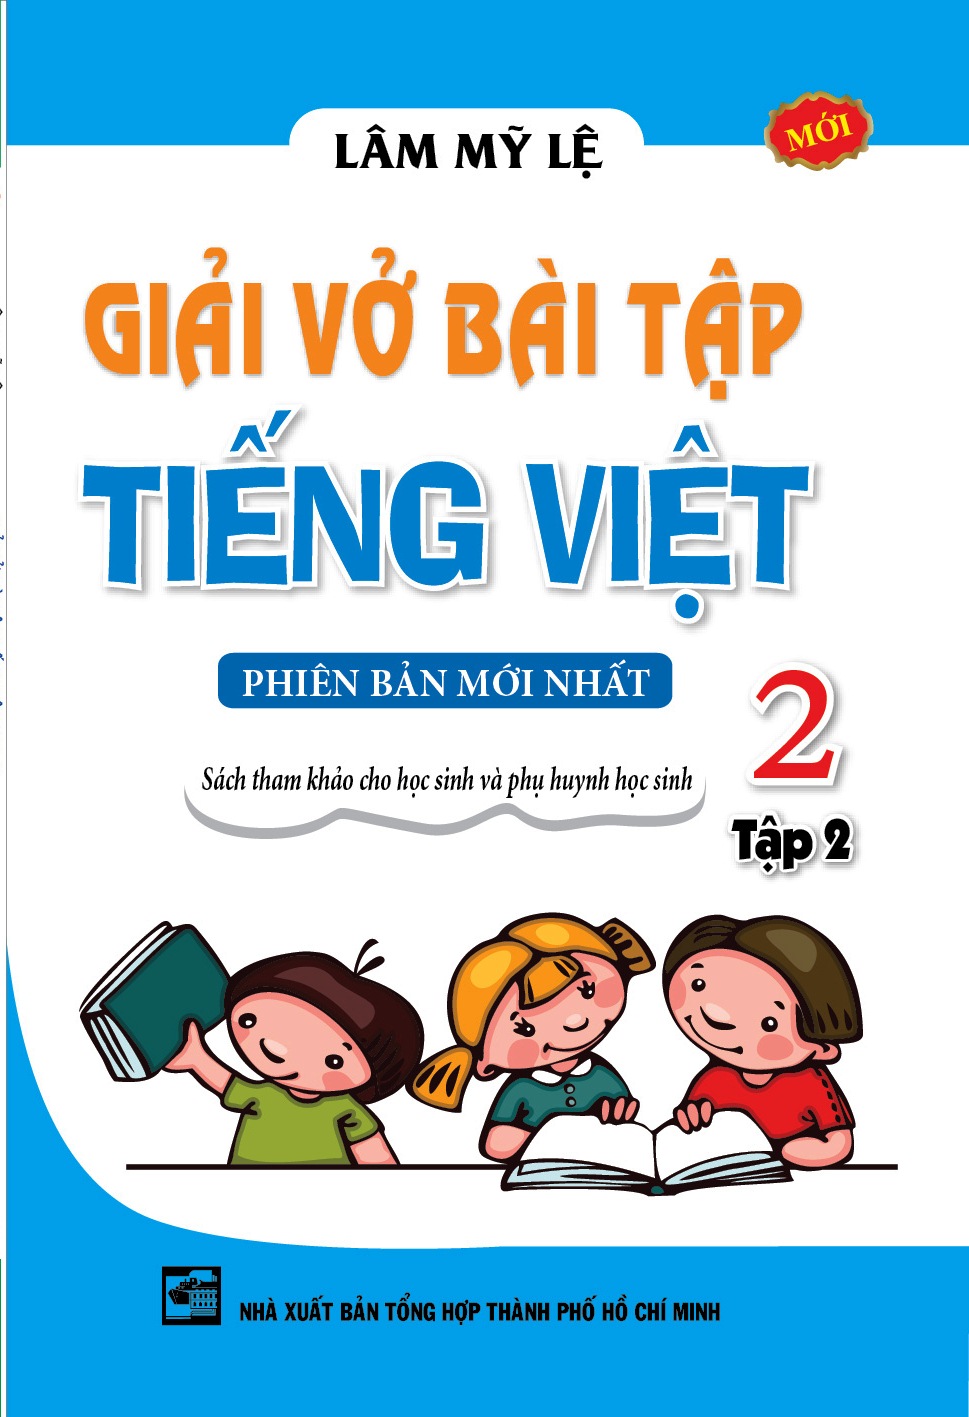 LÂM MỸ LỆ
MỚI
GIẢI VỞ BÀI TẬP
TIẾNG VIỆT
PHIÊN BẢN MỚI NHẤT
2
Sách tham khảo cho học sinh và phụ huynh học sinh
Tập 2
NHÀ XUẤT BẢN TỔNG HỢP THÀNH PHỐ HỒ CHÍ MINH